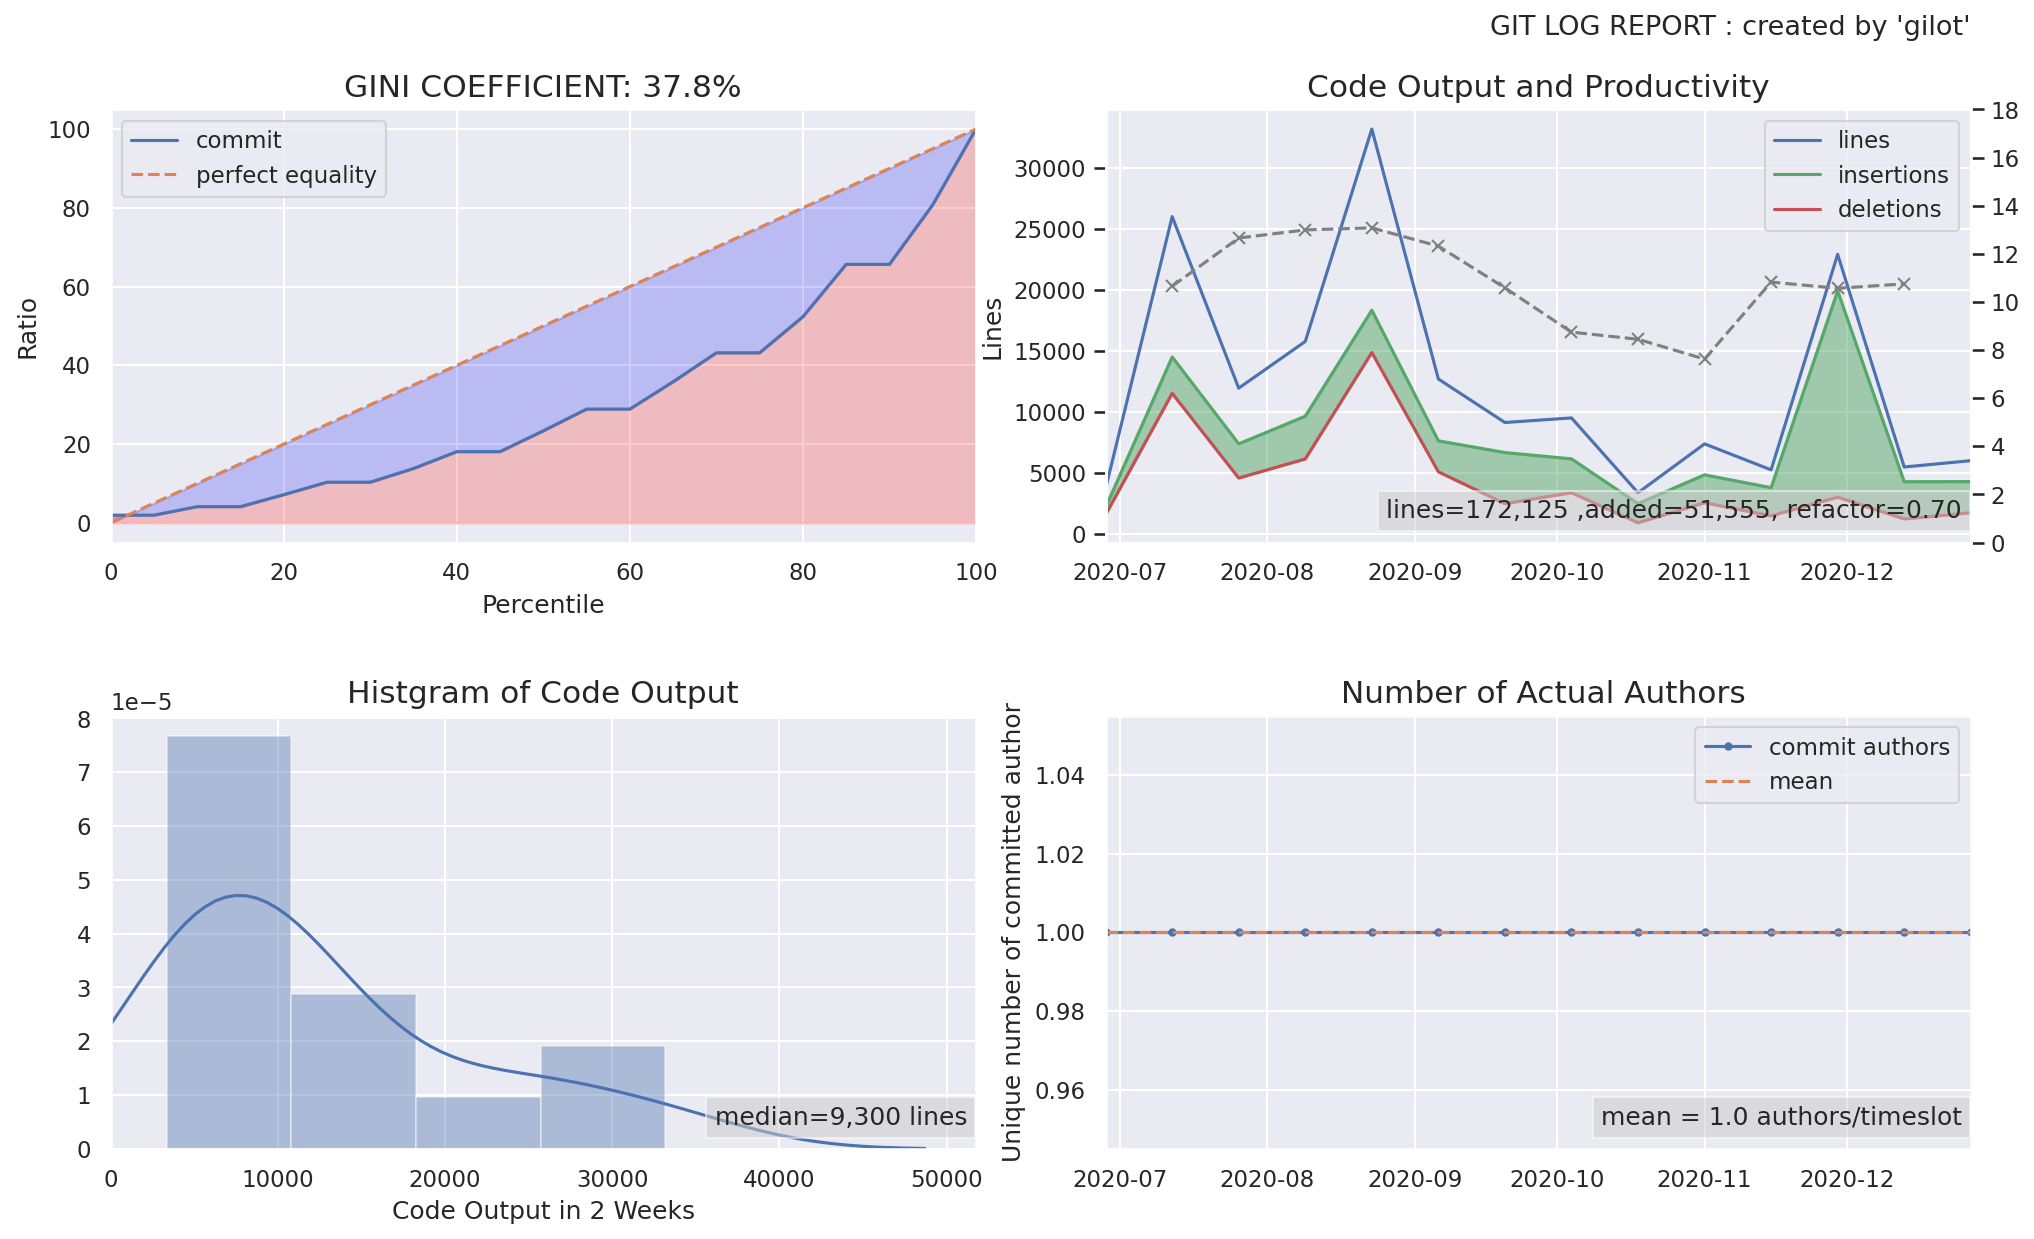 GIT LOG REPORT : created by 'gilot'
GINI COEFFICIENT: 37.8%
Ratio
100
80
60
40
20
0
commit
perfect equality
0 20 40 60 80 100
Percentile
Code Output and Productivity
Lines
30000
25000
20000
15000
10000
5000
0
lines
insertions
deletions
18
16
14
12
10
8
6
4
2
0
lines=172,125 ,added=51,555, refactor=0.70
2020-07 2020-08 2020-09 2020-10 2020-11 2020-12
Histgram of Code Output
1e−5
8
7
6
5
4
3
2
1
0
median=9,300 lines
0 10000 20000 30000 40000 50000
Code Output in 2 Weeks
Number of Actual Authors
Unique number of committed author
1.04
1.02
1.00
0.98
0.96
commit authors
mean
mean = 1.0 authors/timeslot
2020-07 2020-08 2020-09 2020-10 2020-11 2020-12